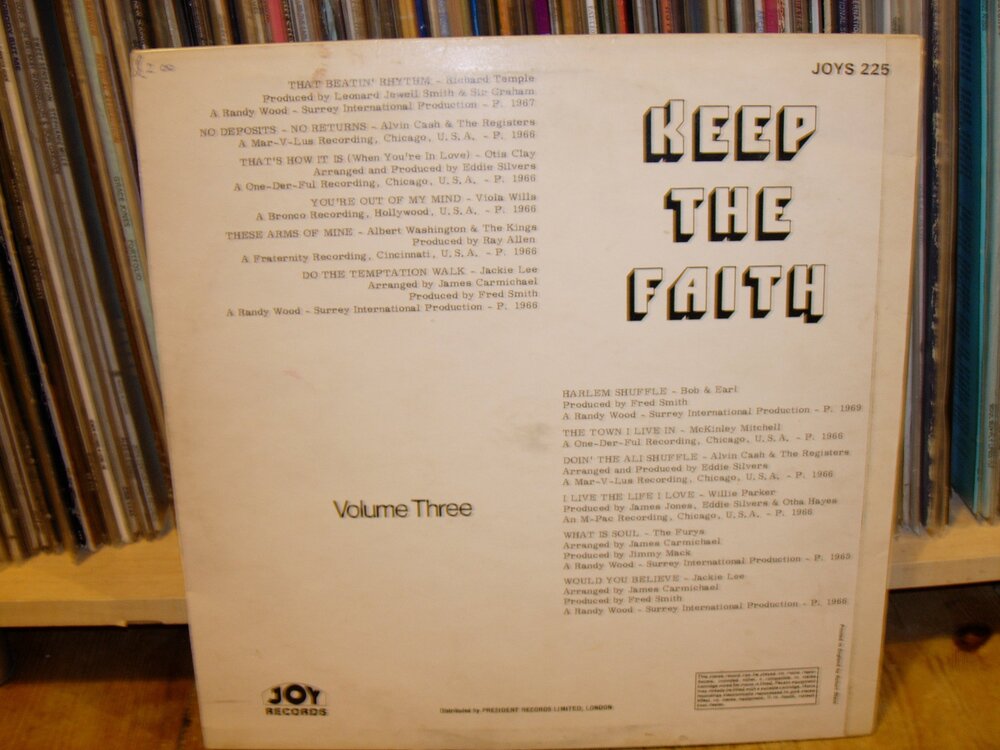 £2.00
JOYS 225
THAT BEATIN' RHYTHM - Richard Temple
Produced by Leonard Jewell Smith & Sir Graham
A Randy Wood - Surrey International Production - P. 1967
NO DEPOSITS - NO RETURNS - Alvin Cash & The Registers
A Mar-V-Lus Recording, Chicago, U.S.A. - P. 1966
THAT'S HOW IT IS (When You're In Love) - Otis Clay
Arranged and Produced by Eddie Silvers
A One-Der-Ful Recording, Chicago, U.S.A. - P. 1966
YOU'RE OUT OF MY MIND - Viola Wills
A Bronco Recording, Hollywood, U.S.A. - P. 1966
THESE ARMS OF MINE - Albert Washington & The Kings
Produced by Ray Allen
A Fraternity Recording, Cincinnati, U.S.A. - P. 1966
DO THE TEMPTATION WALK - Jackie Lee
Arranged by James Carmichael
Produced by Fred Smith
A Randy Wood - Surrey International Production - P. 1966
KEEP
THE
FAITH
HARLEM SHUFFLE - Bob & Earl
Produced by Fred Smith
A Randy Wood - Surrey International Production - P. 1969
THE TOWN I LIVE IN - McKinley Mitchell
A One-Der-Ful Recording, Chicago, U.S.A. - P. 1966
DOIN' THE ALI SHUFFLE - Alvin Cash & The Registers
Arranged and Produced by Eddie Silvers
A Mar-V-Lus Recording, Chicago, U.S.A. - P. 1966
I LIVE THE LIFE I LOVE - Willie Parker
Produced by James Jones, Eddie Silvers & Otha Hayes
An M-Pac Recording, Chicago, U.S.A. - P. 1966
WHAT IS SOUL - The Furys
Arranged by James Carmichael
Produced by Jimmy Mack
A Randy Wood - Surrey International Production - P. 1965
WOULD YOU BELIEVE - Jackie Lee
Arranged by James Carmichael
Produced by Fred Smith
A Randy Wood - Surrey International Production - P. 1966
Volume Three
JOY
RECORDS
Distributed by PRESIDENT RECORDS LIMITED, LONDON